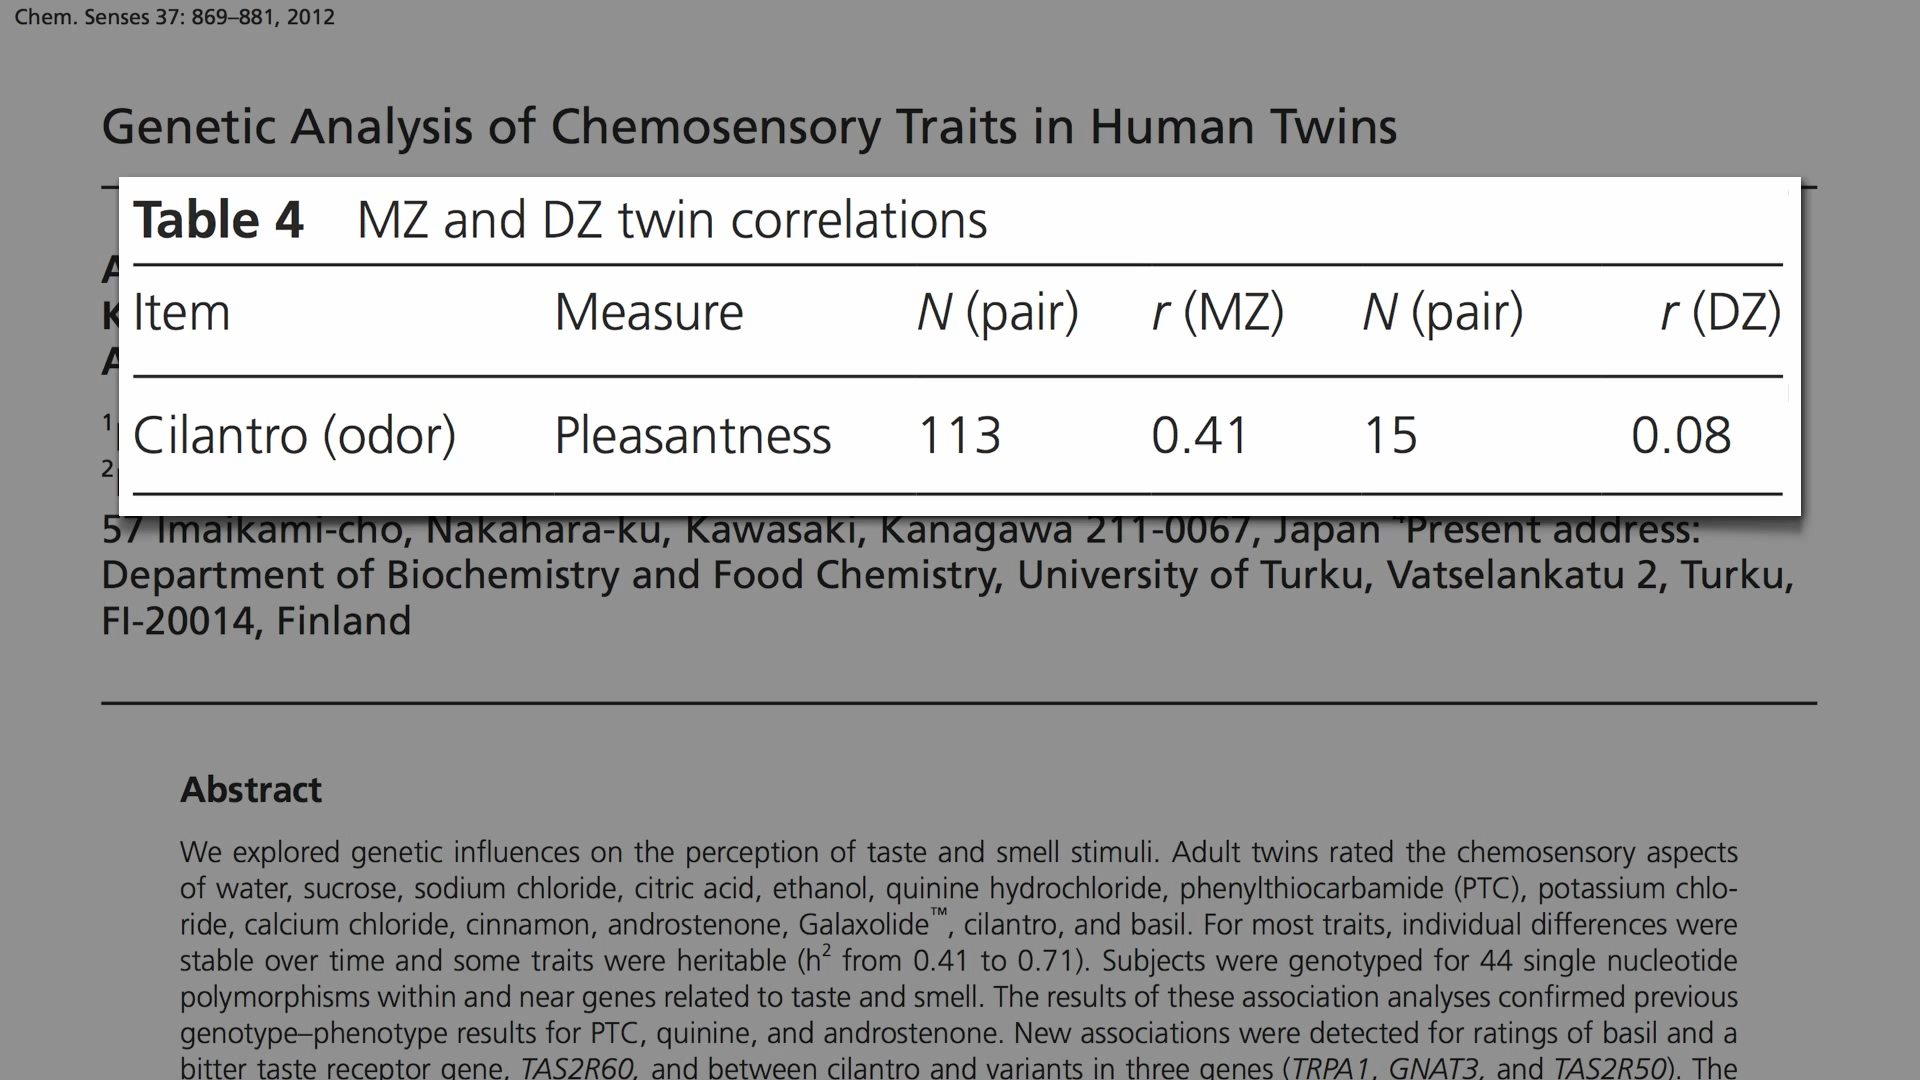 Chem. Senses 37: 869–881, 2012
Genetic Analysis of Chemosensory Traits in Human Twins
Table 4 MZ and DZ twin correlations
Item Measure N (pair) r (MZ) N (pair) r (DZ)
Cilantro (odor) Pleasantness 113 0.41 15 0.08
57 Imaikami-cho, Nakahara-ku, Kawasaki, Kanagawa 211-0067, Japan Present address:
Department of Biochemistry and Food Chemistry, University of Turku, Vatselankatu 2, Turku,
FI-20014, Finland
Abstract
We explored genetic influences on the perception of taste and smell stimuli. Adult twins rated the chemosensory aspects
of water, sucrose, sodium chloride, citric acid, ethanol, quinine hydrochloride, phenylthiocarbamide (PTC), potassium chlo-
ride, calcium chloride, cinnamon, androstenone, Galaxolide™, cilantro, and basil. For most traits, individual differences were
stable over time and some traits were heritable (h² from 0.41 to 0.71). Subjects were genotyped for 44 single nucleotide
polymorphisms within and near genes related to taste and smell. The results of these association analyses confirmed previous
genotype–phenotype results for PTC, quinine, and androstenone. New associations were detected for ratings of basil and a
bitter taste receptor gene, TAS2R60, and between cilantro and variants in three genes (TRPA1, GNAT3, and TAS2R50). The